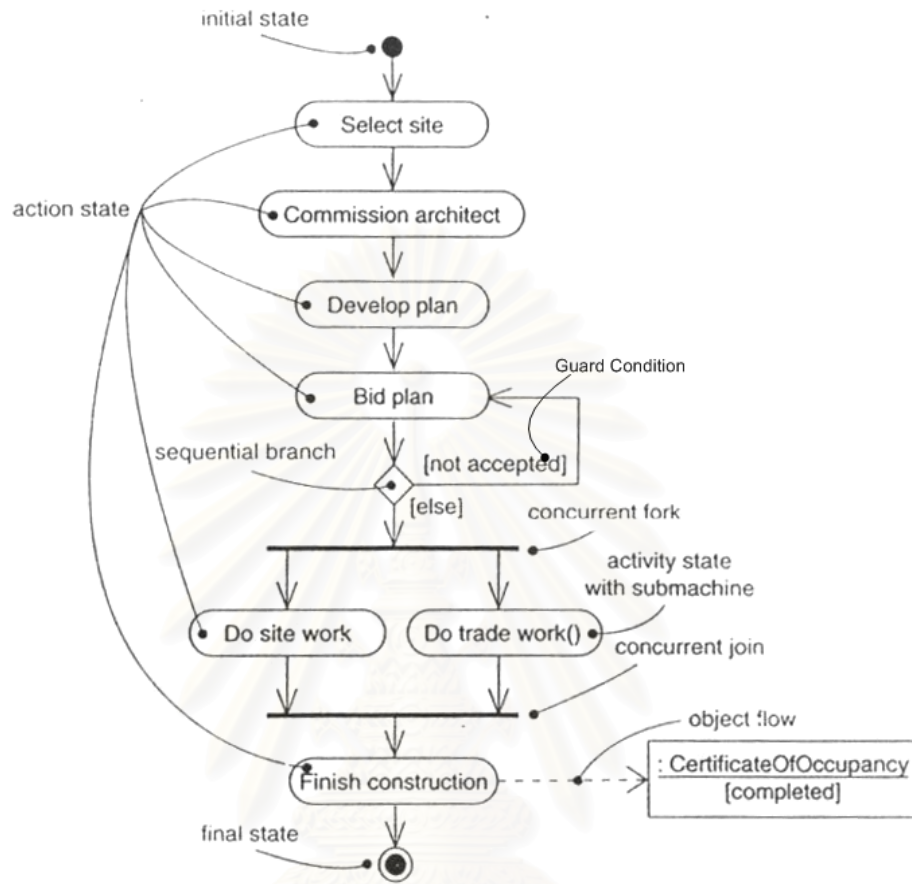 initial state
Select site
action state
Commission architect
Develop plan
Guard Condition
Bid plan
sequential branch
[not accepted]
[else]
concurrent fork
activity state
with submachine
Do site work
Do trade work()
concurrent join
object flow
: CertificateOfOccupancy
[completed]
Finish construction
final state